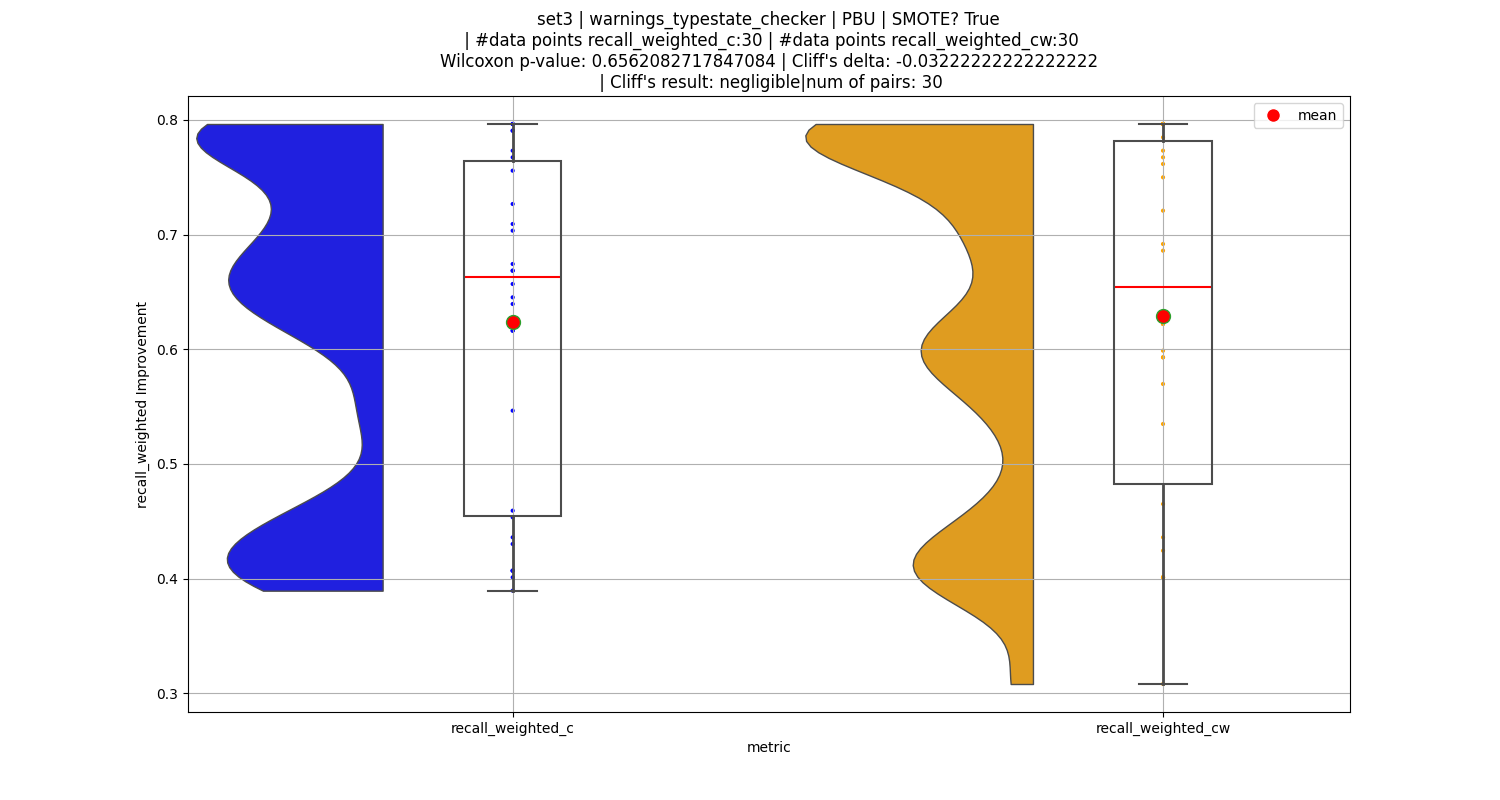 set3 | warnings_typestate_checker | PBU | SMOTE? True
| #data points recall_weighted_c:30 | #data points recall_weighted_cw:30
Wilcoxon p-value: 0.6562082717847084 | Cliff's delta: -0.03222222222222222
| Cliff's result: negligible|num of pairs: 30
mean
0.8
0.7
0.6
0.5
0.4
0.3
recall_weighted Improvement
recall_weighted_c
recall_weighted_cw
metric